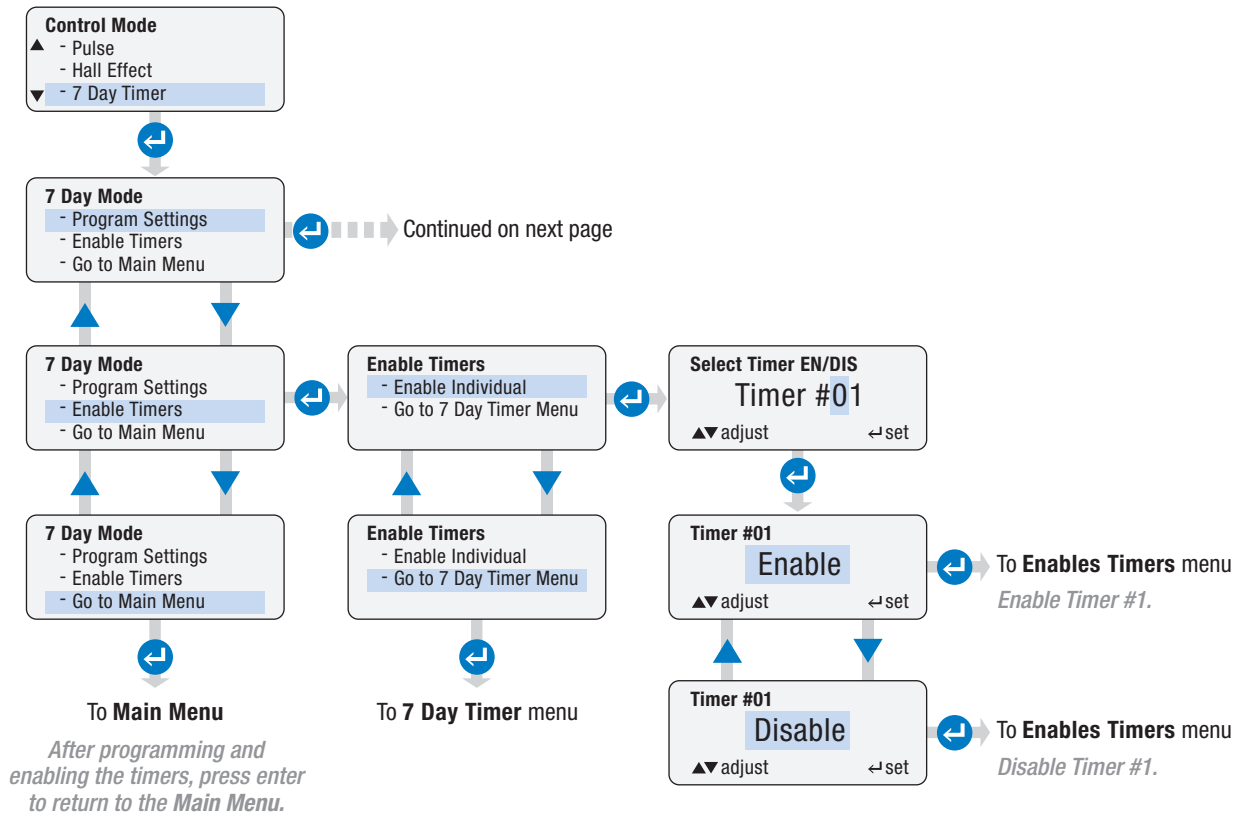 Control Mode
▲ - Pulse
- Hall Effect
▼ - 7 Day Timer
7 Day Mode
- Program Settings
- Enable Timers
- Go to Main Menu
Continued on next page
7 Day Mode
- Program Settings
- Enable Timers
- Go to Main Menu
Enable Timers
- Enable Individual
- Go to 7 Day Timer Menu
Select Timer EN/DIS
Timer #01
▲▼ adjust ↵ set
7 Day Mode
- Program Settings
- Enable Timers
- Go to Main Menu
Enable Timers
- Enable Individual
- Go to 7 Day Timer Menu
Timer #01
Enable
▲▼ adjust ↵ set
To Enables Timers menu
Enable Timer #1.
To Main Menu
After programming and
enabling the timers, press enter
to return to the Main Menu.
To 7 Day Timer menu
Timer #01
Disable
▲▼ adjust ↵ set
To Enables Timers menu
Disable Timer #1.